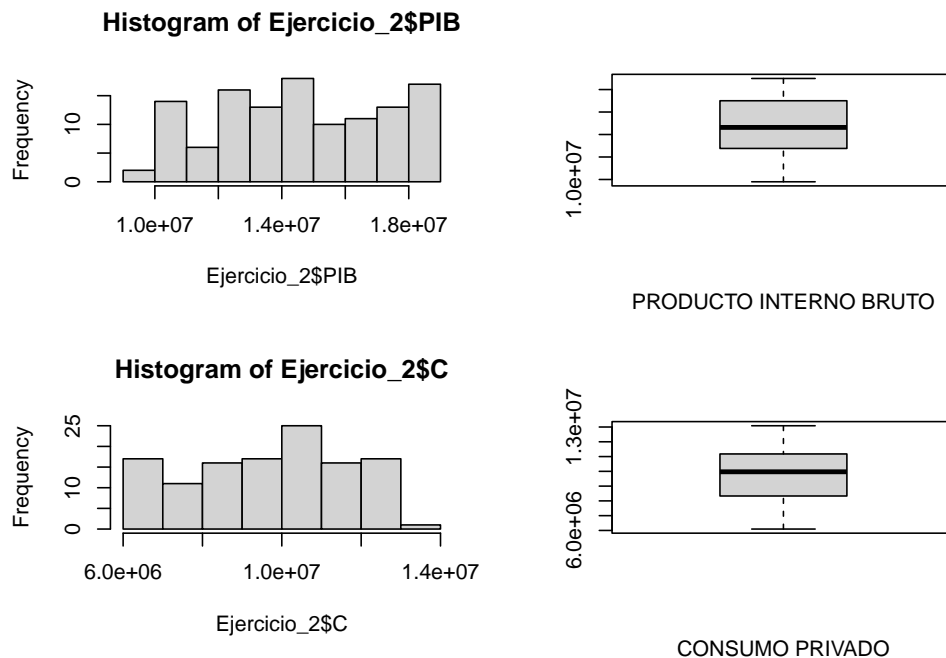 Histogram of Ejercicio_2$PIB
Frequency
0 10
1.0e+07 1.4e+07 1.8e+07
Ejercicio_2$PIB
1.0e+07
PRODUCTO INTERNO BRUTO
Histogram of Ejercicio_2$C
Frequency
0 10 25
6.0e+06 1.0e+07 1.4e+07
Ejercicio_2$C
6.0e+06 1.3e+07
CONSUMO PRIVADO